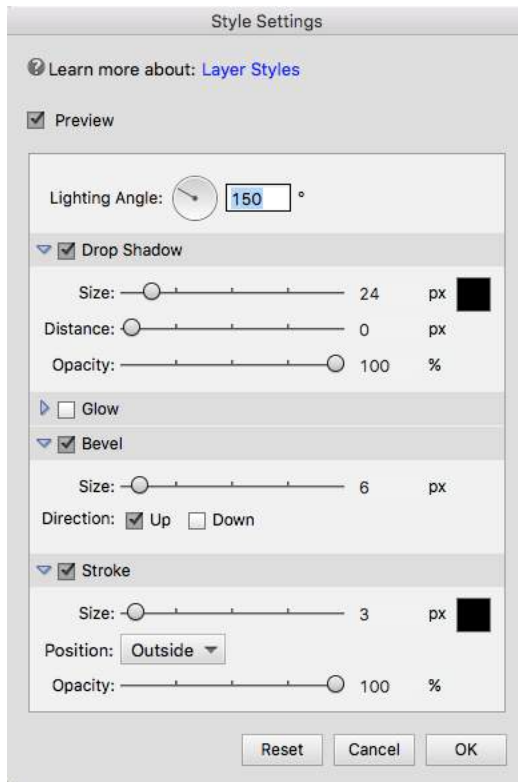 Style Settings
Learn more about: Layer Styles
Preview
Lighting Angle: 150 °
Drop Shadow
Size: 24 px
Distance: 0 px
Opacity: 100 %
Glow
Bevel
Size: 6 px
Direction: Up Down
Stroke
Size: 3 px
Position: Outside
Opacity: 100 %
Reset Cancel OK